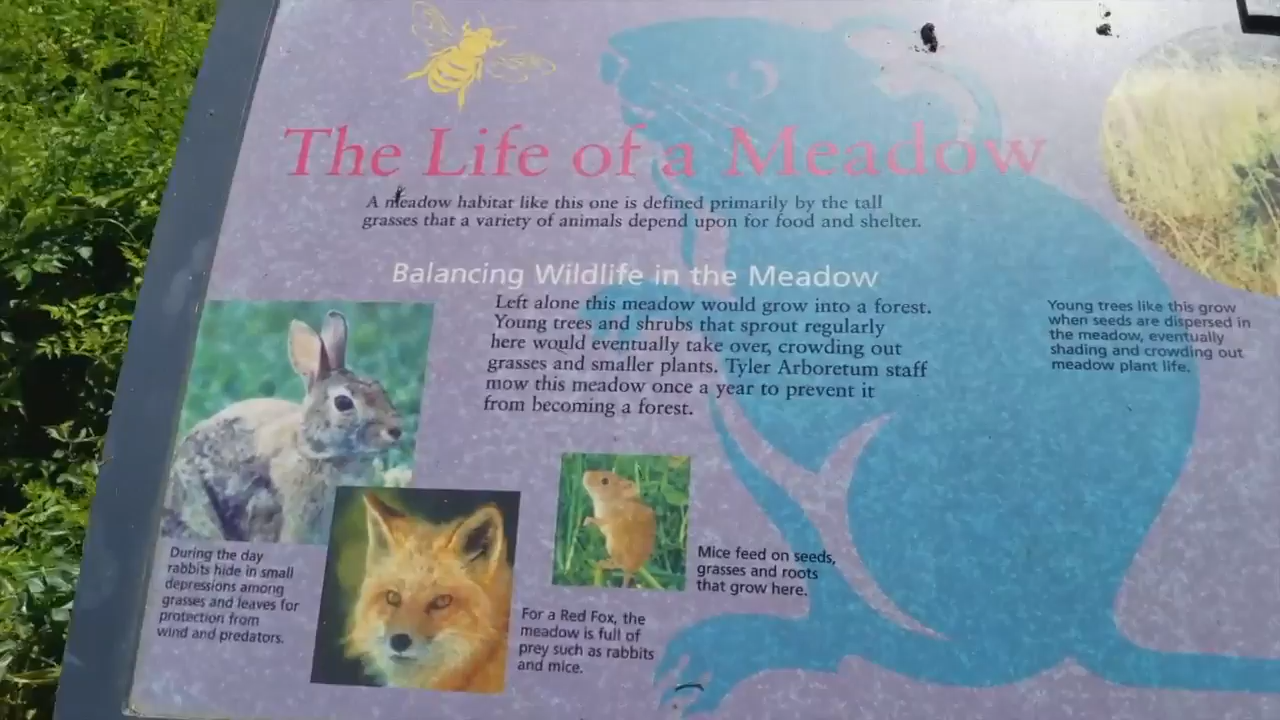 The Life of a Meadow
A meadow habitat like this one is defined primarily by the tall
grasses that a variety of animals depend upon for food and shelter.
Balancing Wildlife in the Meadow
Left alone this meadow would grow into a forest.
Young trees and shrubs that sprout regularly
here would eventually take over, crowding out
grasses and smaller plants. Tyler Arboretum staff
mow this meadow once a year to prevent it
from becoming a forest.
Young trees like this grow
when seeds are dispersed in
the meadow, eventually
shading and crowding out
meadow plant life.
During the day
rabbits hide in small
depressions among
grasses and leaves for
protection from
wind and predators.
For a Red Fox, the
meadow is full of
prey such as rabbits
and mice.
Mice feed on seeds,
grasses and roots
that grow here.